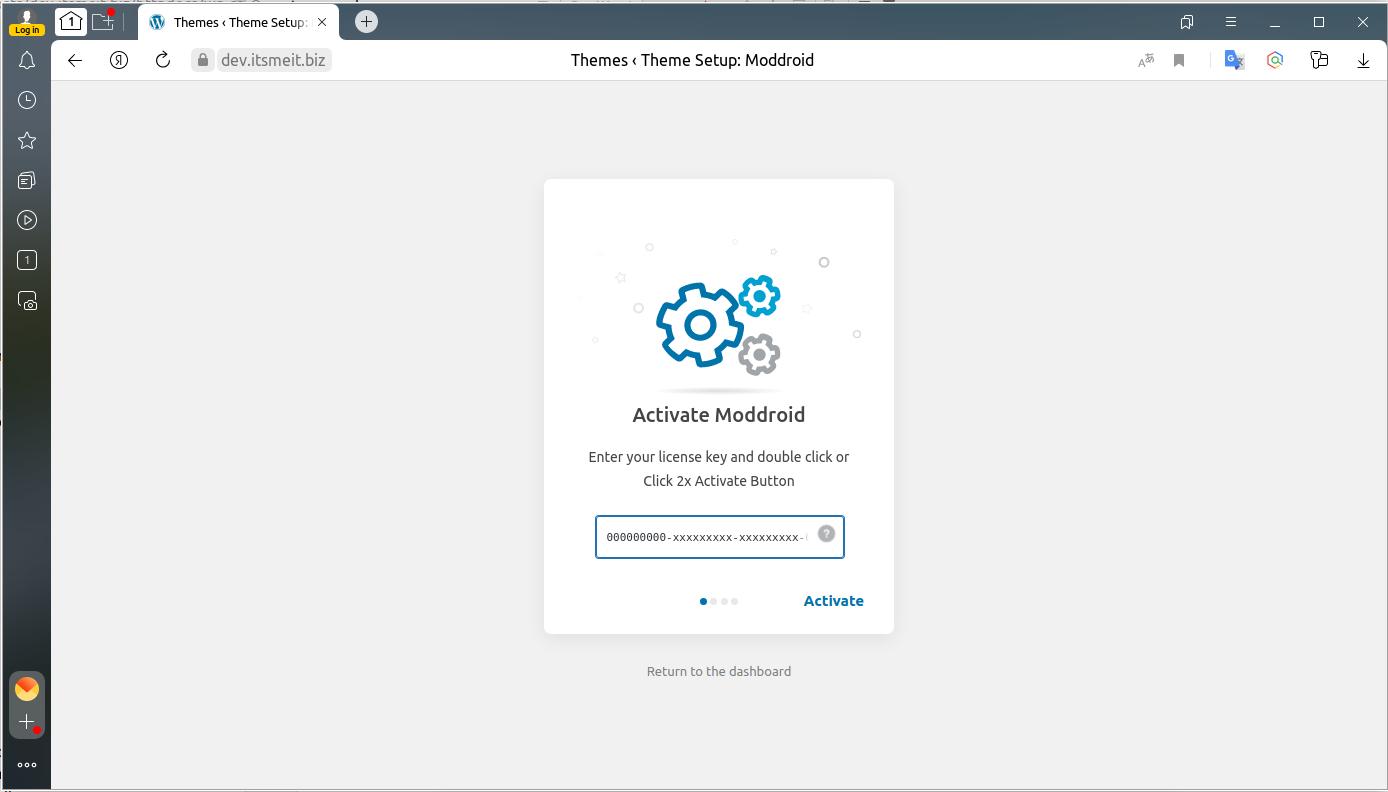 Log in
1
Themes ‹ Theme Setup:
Я
dev.itsmeit.biz
Themes ‹ Theme Setup: Moddroid
1
Activate Moddroid
Enter your license key and double click or
Click 2x Activate Button
000000000-xxxxxxxxx-xxxxxxxxx-
?
Activate
Return to the dashboard